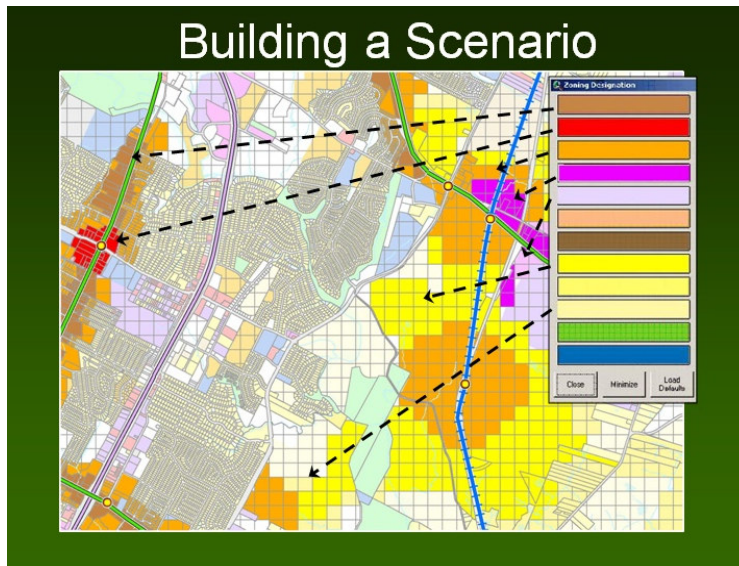 Building a Scenario
Zoning Designation
Close
Minimize
Load
Defaults